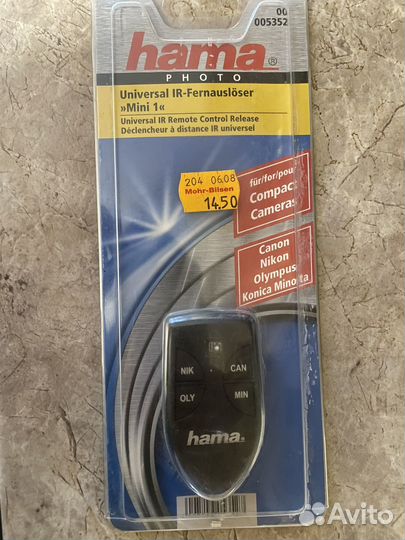 00
005352
hama®
PHOTO
Universal IR-Fernauslöser
»Mini 1«
Universal IR Remote Control Release
Déclencheur à distance IR universel
204 06.08
Mohr-Bilsen
14.50
für/for/pour
Compact
Cameras
Canon
Nikon
Olympus
Konica Minolta
NIK
CAN
OLY
MIN
hama®
Avito